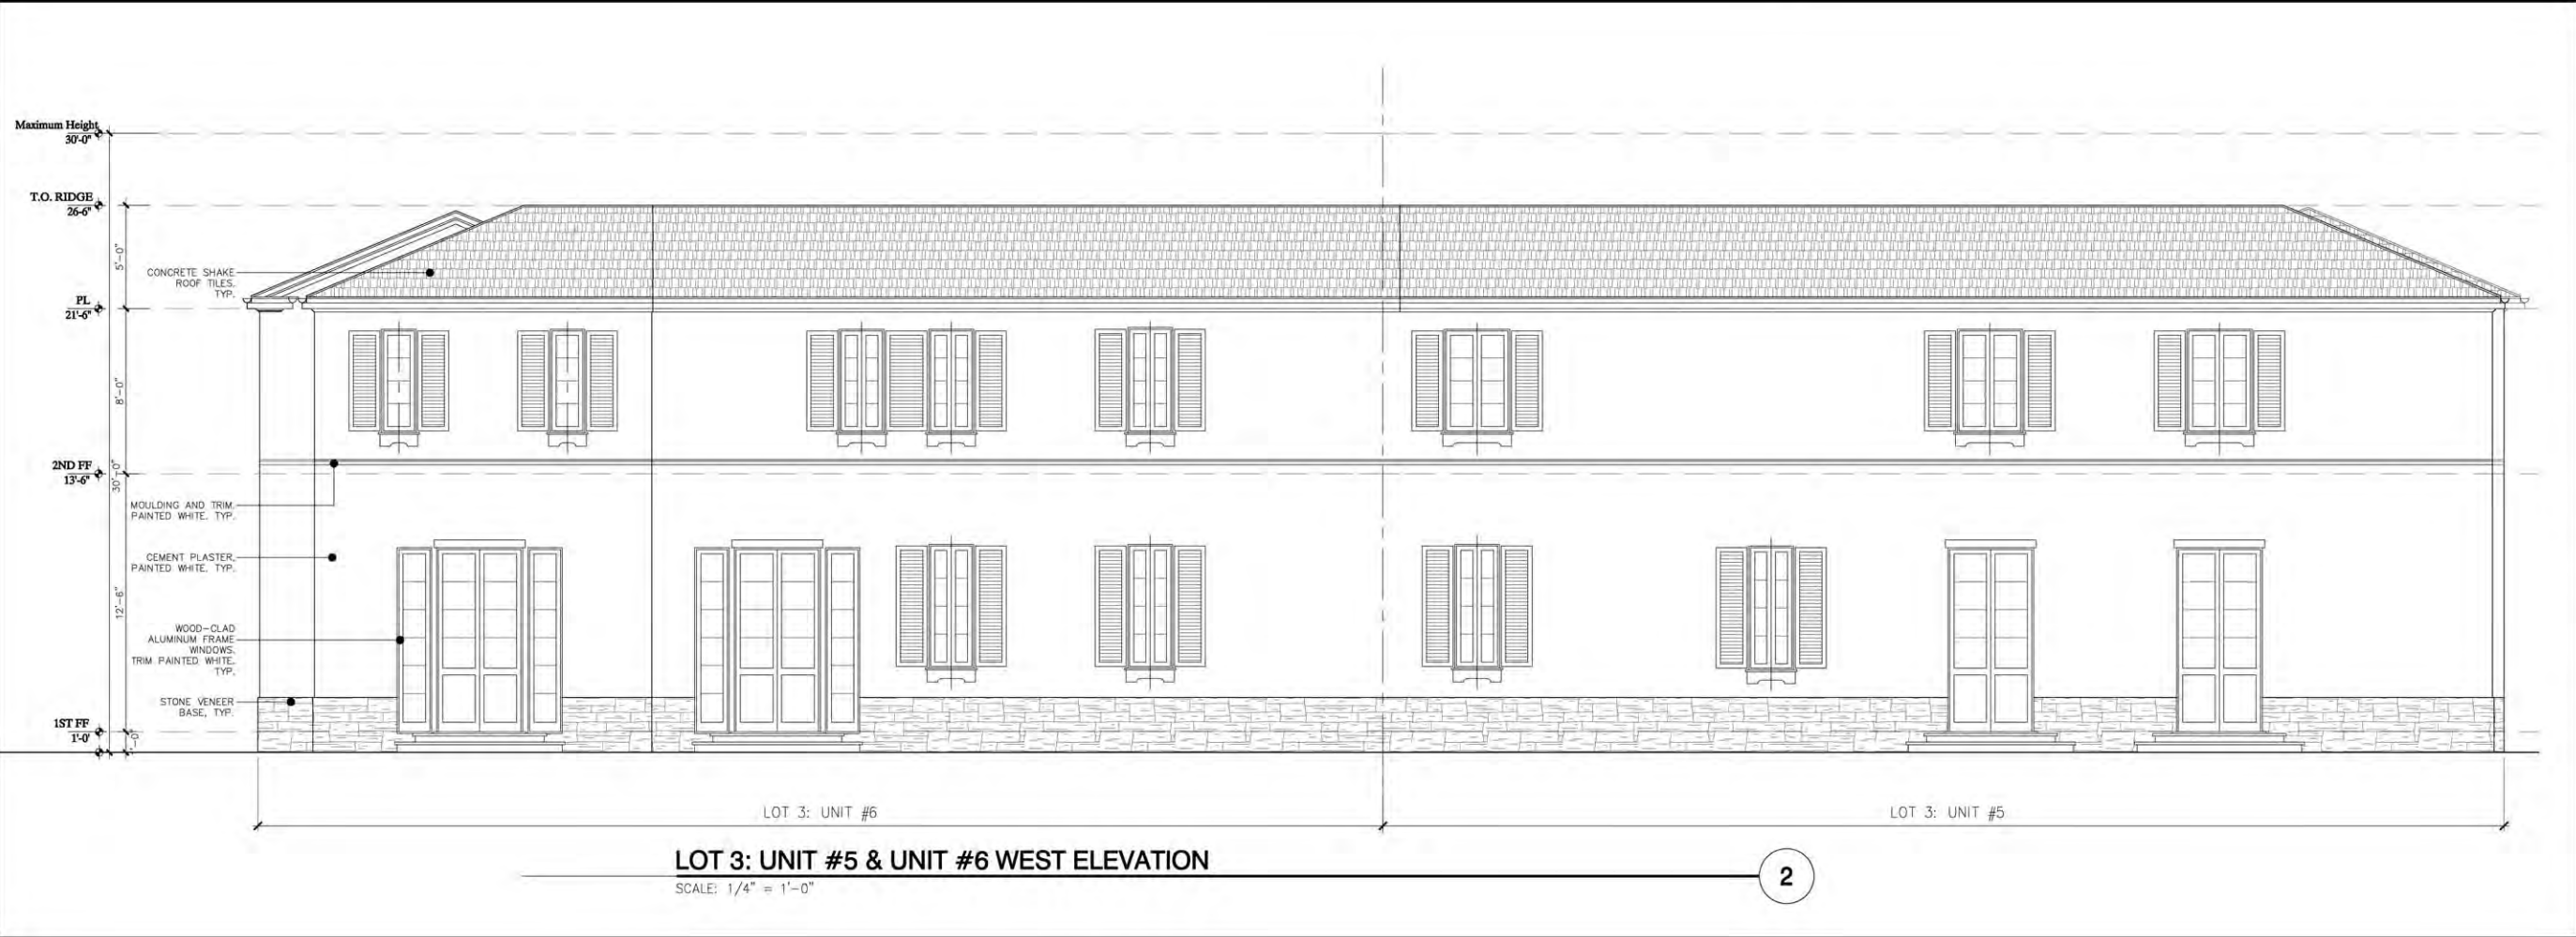 Maximum Height
30'-0"
T.O. RIDGE
26-6"
5'-0"
CONCRETE SHAKE
ROOF TILES,
TYP.
PL
21'-6"
8'-0"
2ND FF
13'-6"
30'-0"
MOULDING AND TRIM,
PAINTED WHITE, TYP.
CEMENT PLASTER,
PAINTED WHITE, TYP.
12'-6"
WOOD-CLAD
ALUMINUM FRAME
WINDOWS,
TRIM PAINTED WHITE,
TYP.
STONE VENEER
BASE, TYP.
1ST FF
1'-0'
LOT 3: UNIT #6
LOT 3: UNIT #5
LOT 3: UNIT #5 & UNIT #6 WEST ELEVATION
2
SCALE: 1/4" = 1'-0"